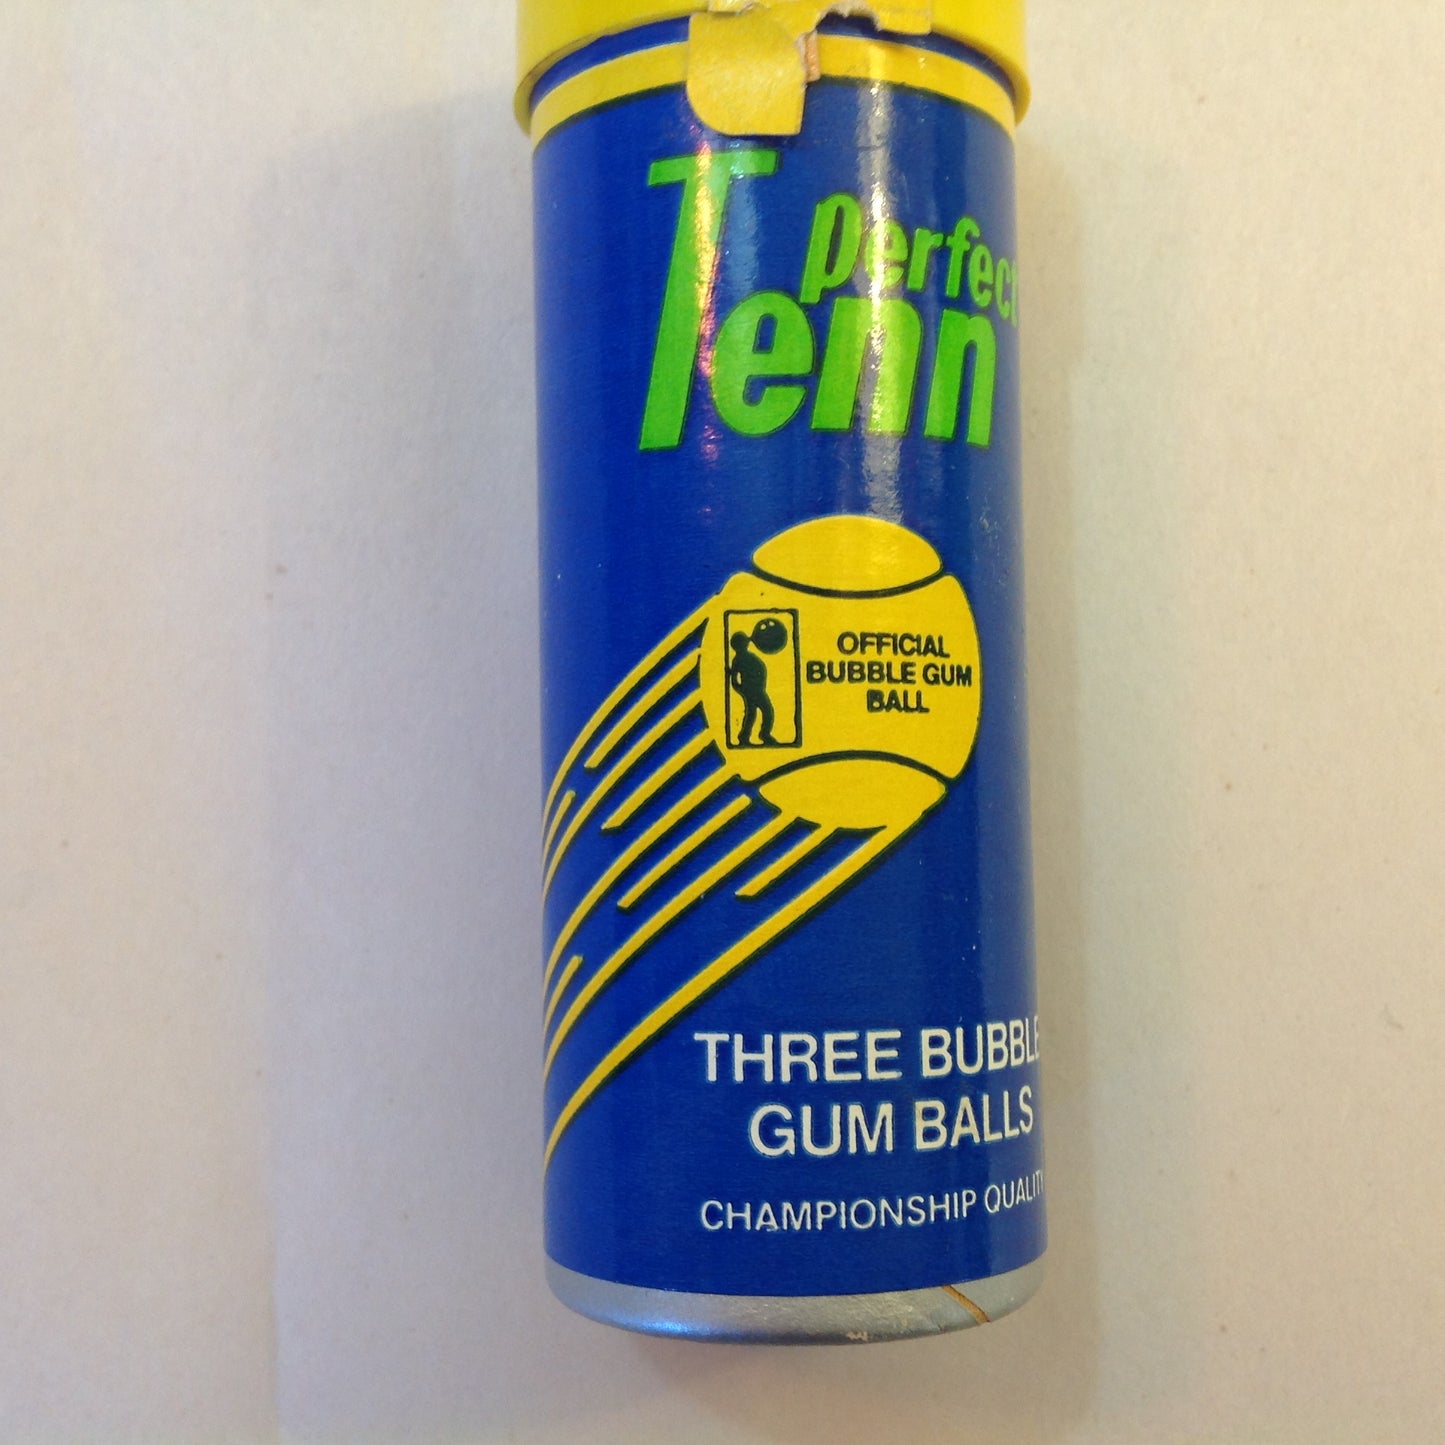 perfect
Tenn
OFFICIAL
BUBBLE GUM
BALL
THREE BUBBLE
GUM BALLS
CHAMPIONSHIP QUALITY